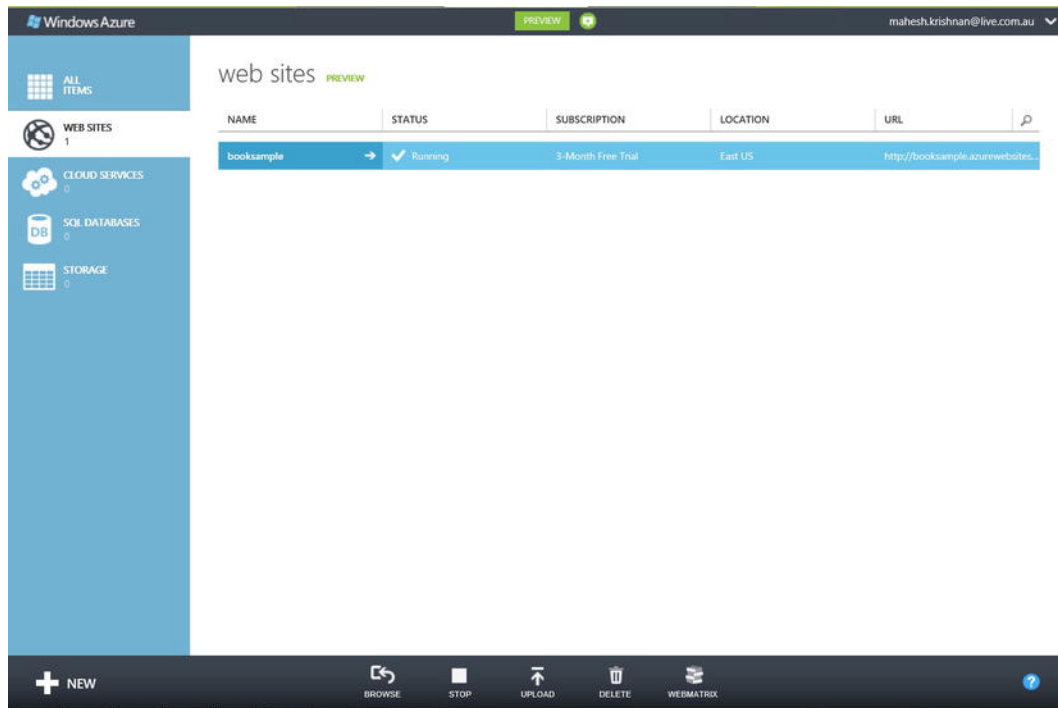 Windows Azure
PREVIEW
mahesh.krishnan@live.com.au
ALL
ITEMS
WEB SITES
1
CLOUD SERVICES
0
DB
SQL DATABASES
0
STORAGE
0
web sites PREVIEW
NAME STATUS SUBSCRIPTION LOCATION URL
booksample Running 3-Month Free Trial East US http://booksample.azurewebsites...
NEW
BROWSE
STOP
UPLOAD
DELETE
WEBMATRIX
?